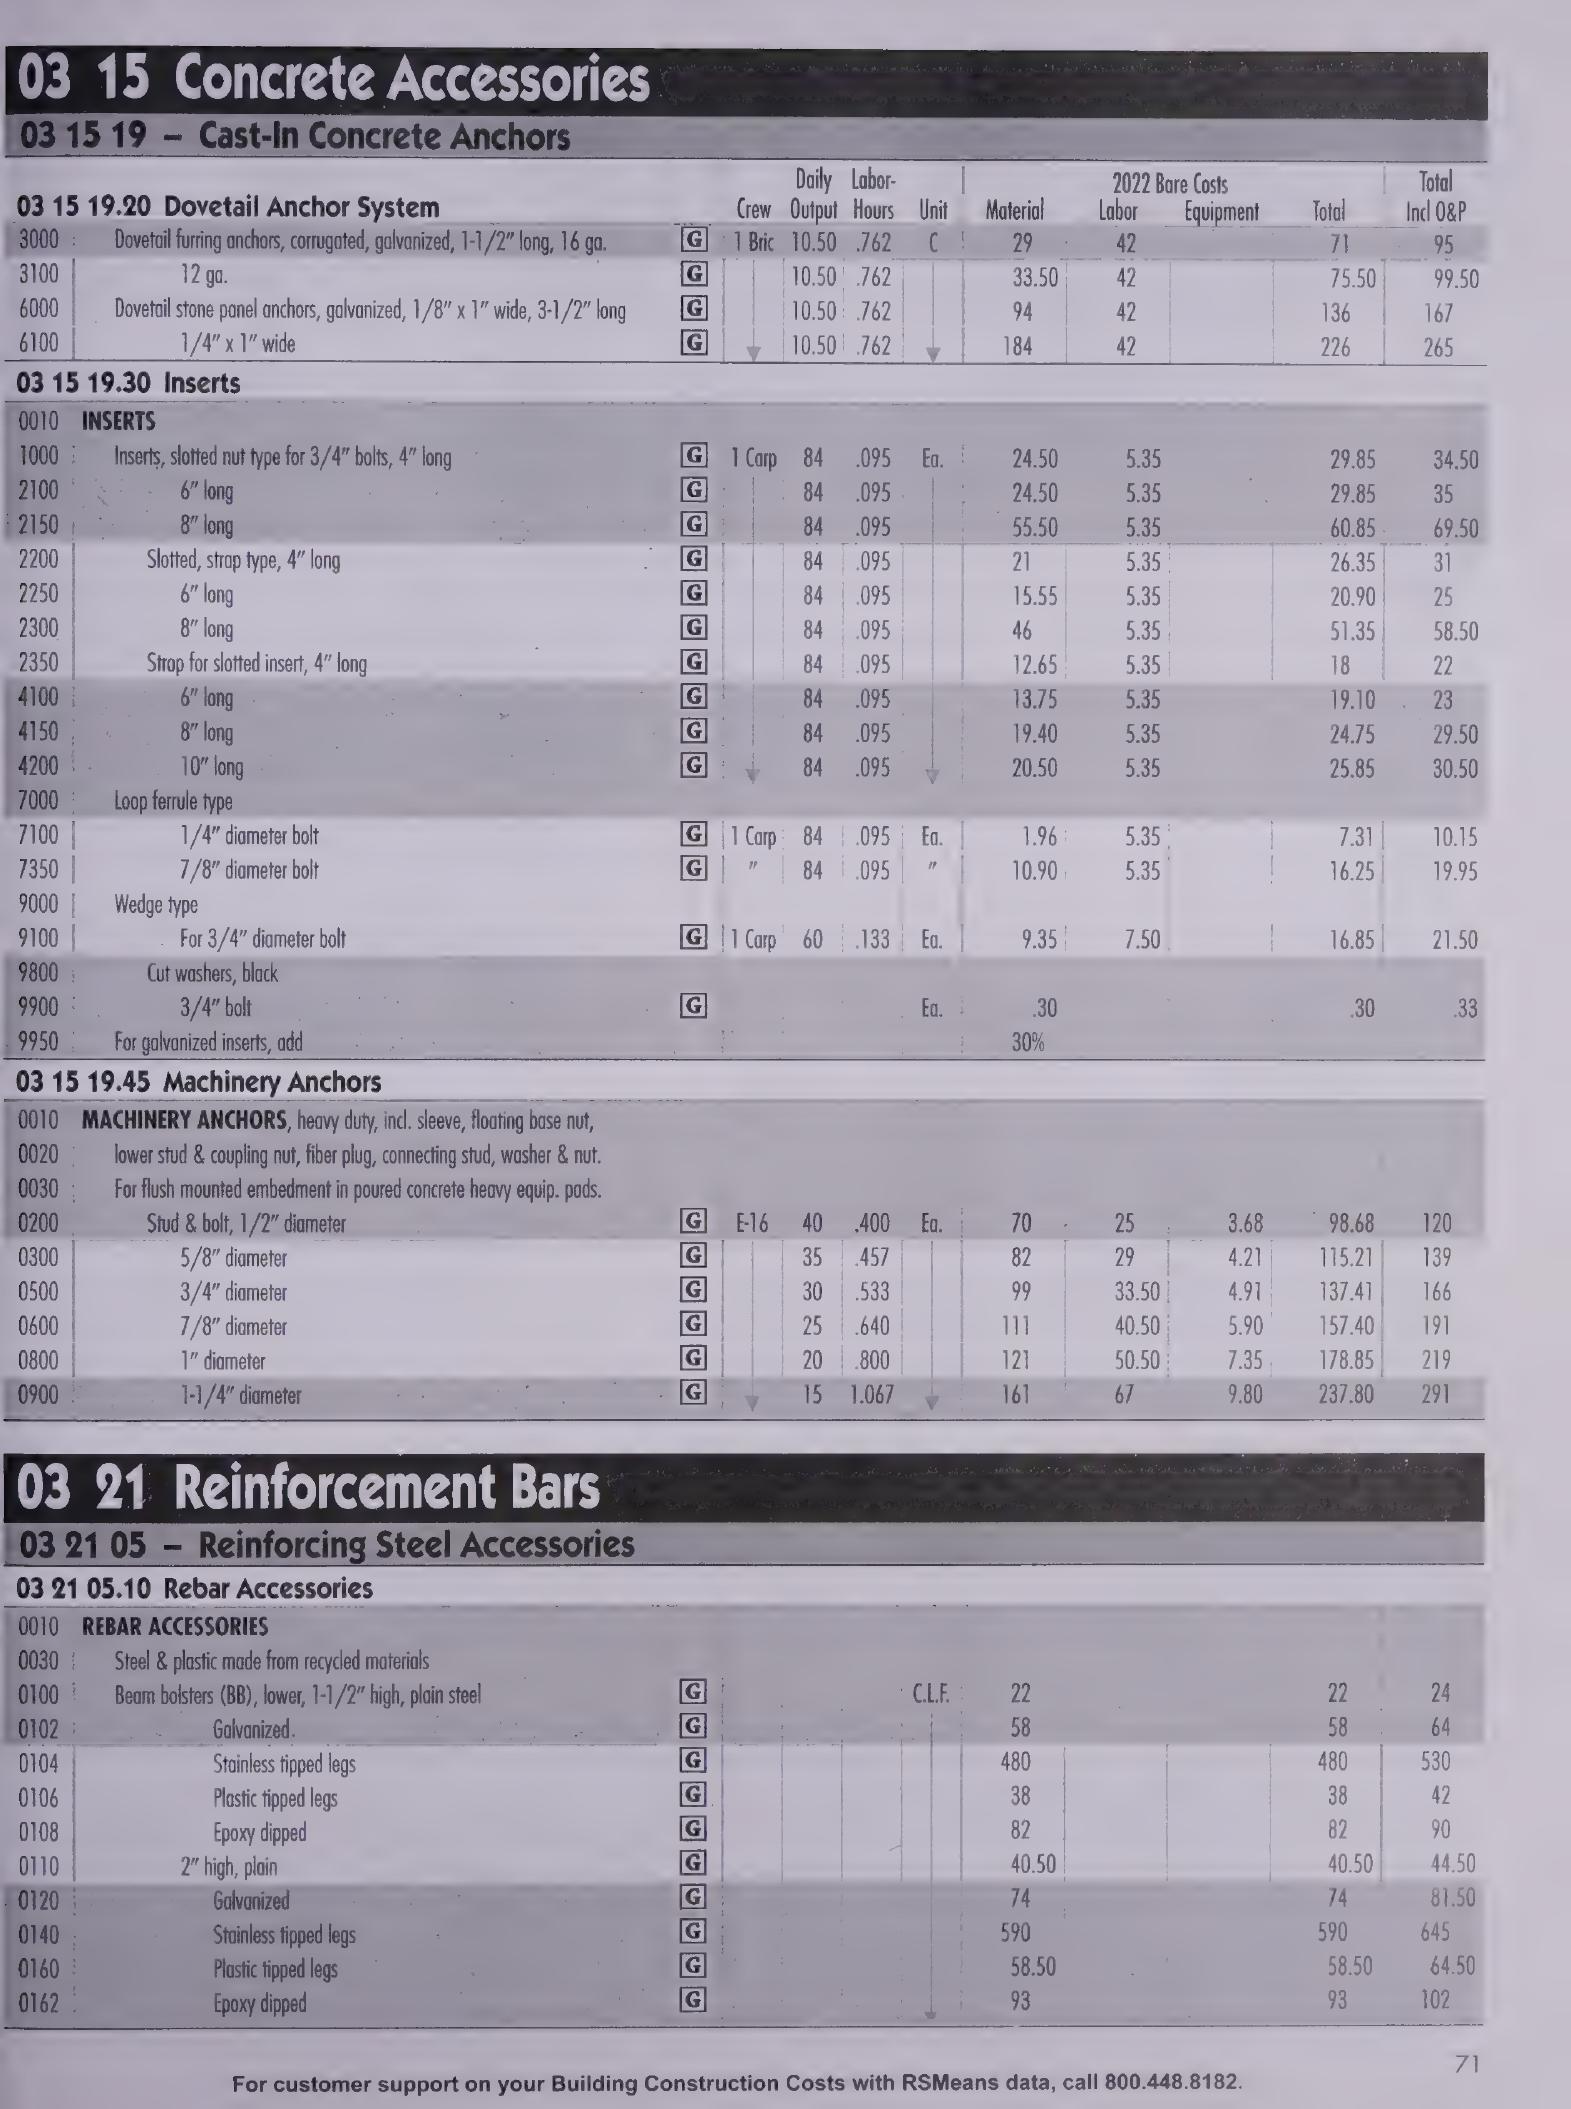 03 15 Concrete Accessories
03 15 19 – Cast-In Concrete Anchors
Daily Labor- 2022 Bare Costs Total
03 15 19.20 Dovetail Anchor System Crew Output Hours Unit Material Labor Equipment Total Incl O&P
3000 Dovetail furring anchors, corrugated, galvanized, 1-1/2" long, 16 ga. G 1 Bric 10.50 .762 C 29 42 71 95
3100 12 ga. G 10.50 .762 33.50 42 75.50 99.50
6000 Dovetail stone panel anchors, galvanized, 1/8" x 1" wide, 3-1/2" long G 10.50 .762 94 42 136 167
6100 1/4" x 1" wide G 10.50 .762 184 42 226 265
03 15 19.30 Inserts
0010 INSERTS
1000 Inserts, slotted nut type for 3/4" bolts, 4" long G 1 Carp 84 .095 Ea. 24.50 5.35 29.85 34.50
2100 6" long G 84 .095 24.50 5.35 29.85 35
2150 8" long G 84 .095 55.50 5.35 60.85 69.50
2200 Slotted, strap type, 4" long G 84 .095 21 5.35 26.35 31
2250 6" long G 84 .095 15.55 5.35 20.90 25
2300 8" long G 84 .095 46 5.35 51.35 58.50
2350 Strap for slotted insert, 4" long G 84 .095 12.65 5.35 18 22
4100 6" long G 84 .095 13.75 5.35 19.10 23
4150 8" long G 84 .095 19.40 5.35 24.75 29.50
4200 10" long G 84 .095 20.50 5.35 25.85 30.50
7000 Loop ferrule type
7100 1/4" diameter bolt G 1 Carp 84 .095 Ea. 1.96 5.35 7.31 10.15
7350 7/8" diameter bolt G " 84 .095 " 10.90 5.35 16.25 19.95
9000 Wedge type
9100 For 3/4" diameter bolt G 1 Carp 60 .133 Ea. 9.35 7.50 16.85 21.50
9800 Cut washers, black
9900 3/4" bolt G Ea. .30 .30 .33
9950 For galvanized inserts, add 30%
03 15 19.45 Machinery Anchors
0010 MACHINERY ANCHORS, heavy duty, incl. sleeve, floating base nut,
0020 lower stud & coupling nut, fiber plug, connecting stud, washer & nut.
0030 For flush mounted embedment in poured concrete heavy equip. pads.
0200 Stud & bolt, 1/2" diameter G E-16 40 .400 Ea. 70 25 3.68 98.68 120
0300 5/8" diameter G 35 .457 82 29 4.21 115.21 139
0500 3/4" diameter G 30 .533 99 33.50 4.91 137.41 166
0600 7/8" diameter G 25 .640 111 40.50 5.90 157.40 191
0800 1" diameter G 20 .800 121 50.50 7.35 178.85 219
0900 1-1/4" diameter G 15 1.067 161 67 9.80 237.80 291
03 21 Reinforcement Bars
03 21 05 – Reinforcing Steel Accessories
03 21 05.10 Rebar Accessories
0010 REBAR ACCESSORIES
0030 Steel & plastic made from recycled materials
0100 Beam bolsters (BB), lower, 1-1/2" high, plain steel G C.L.F. 22 22 24
0102 Galvanized. G 58 58 64
0104 Stainless tipped legs G 480 480 530
0106 Plastic tipped legs G 38 38 42
0108 Epoxy dipped G 82 82 90
0110 2" high, plain G 40.50 40.50 44.50
0120 Galvanized G 74 74 81.50
0140 Stainless tipped legs G 590 590 645
0160 Plastic tipped legs G 58.50 58.50 64.50
0162 Epoxy dipped G 93 93 102
71
For customer support on your Building Construction Costs with RSMeans data, call 800.448.8182.